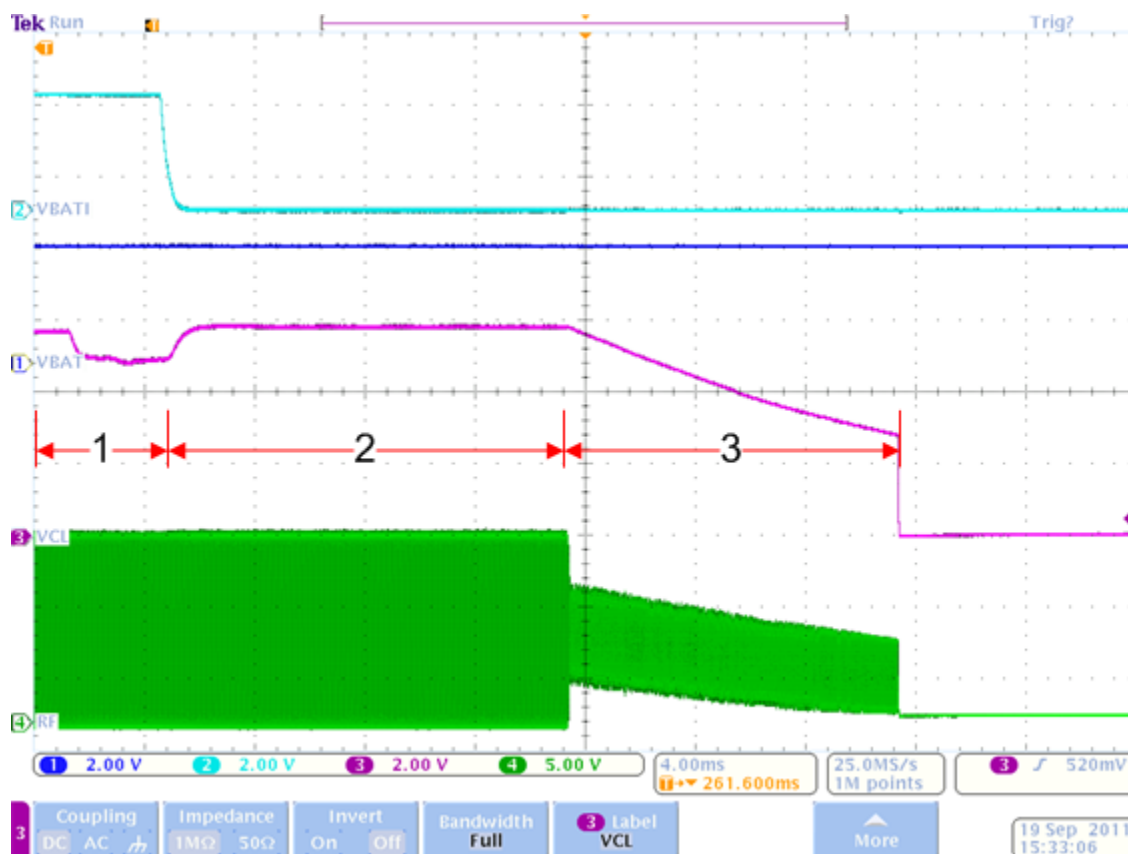 Tek Run Trig?
T
2 VBATI
1 VBAT
1 2 3
3 VCL
4 RF
1 2.00 V 2 2.00 V 3 2.00 V 4 5.00 V 4.00ms 25.0MS/s 3 520mV
T 261.600ms 1M points
3 Coupling Impedance Invert Bandwidth 3 Label
DC AC 1MΩ 50Ω On Off Full VCL More
19 Sep 2011
15:33:06